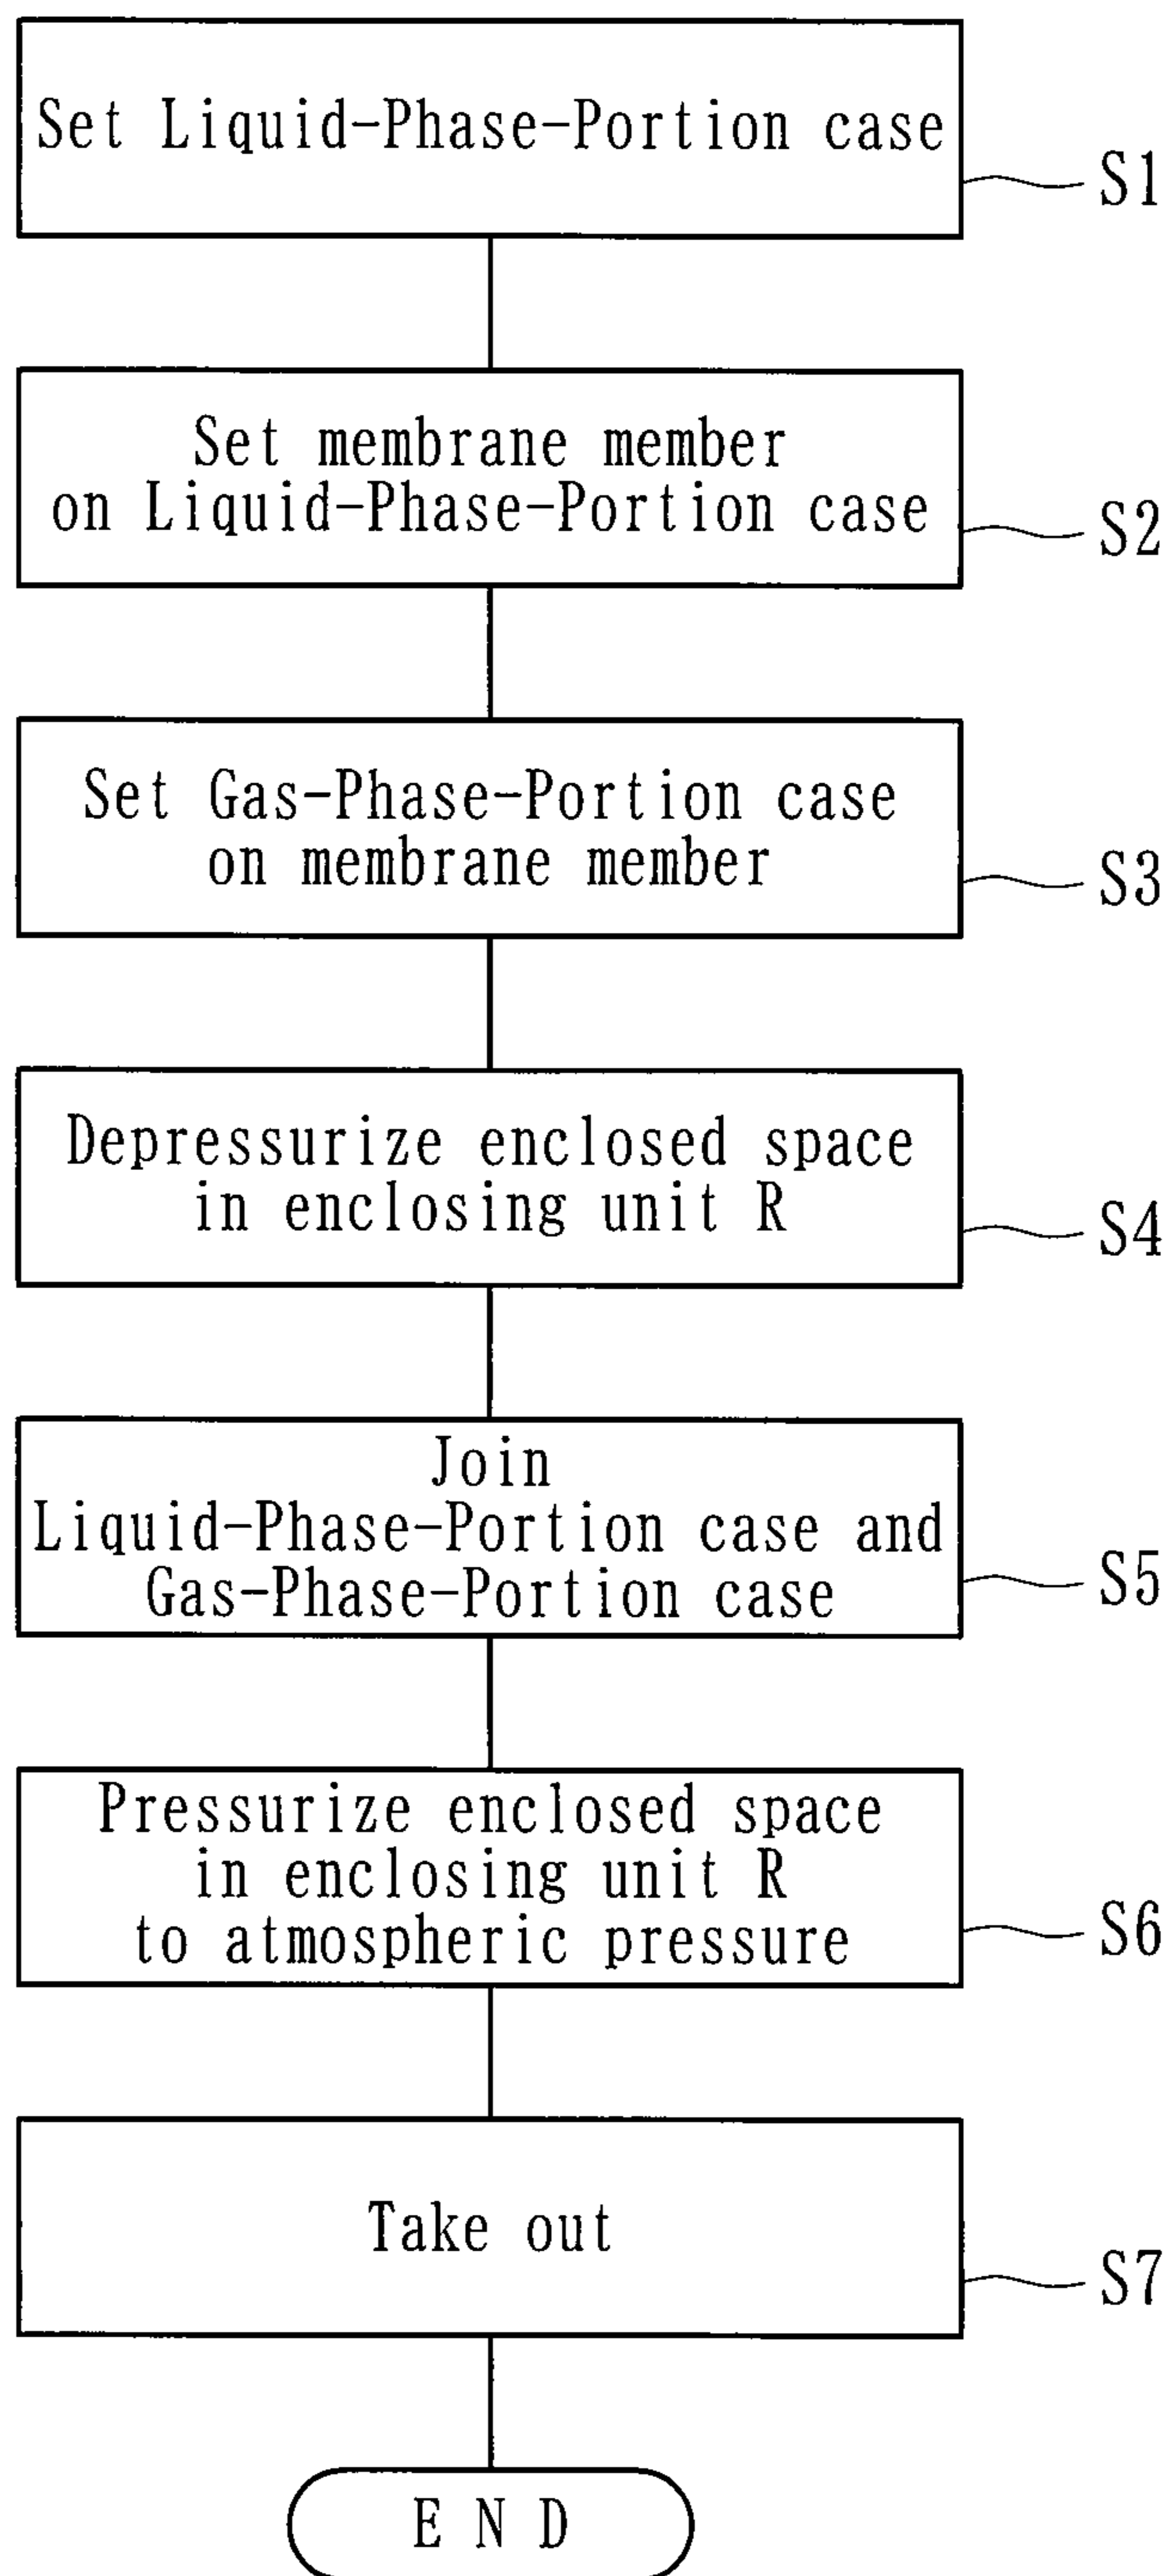 Set Liquid-Phase-Portion case
S1
Set membrane member
on Liquid-Phase-Portion case
S2
Set Gas-Phase-Portion case
on membrane member
S3
Depressurize enclosed space
in enclosing unit R
S4
Join
Liquid-Phase-Portion case and
Gas-Phase-Portion case
S5
Pressurize enclosed space
in enclosing unit R
to atmospheric pressure
S6
Take out
S7
END